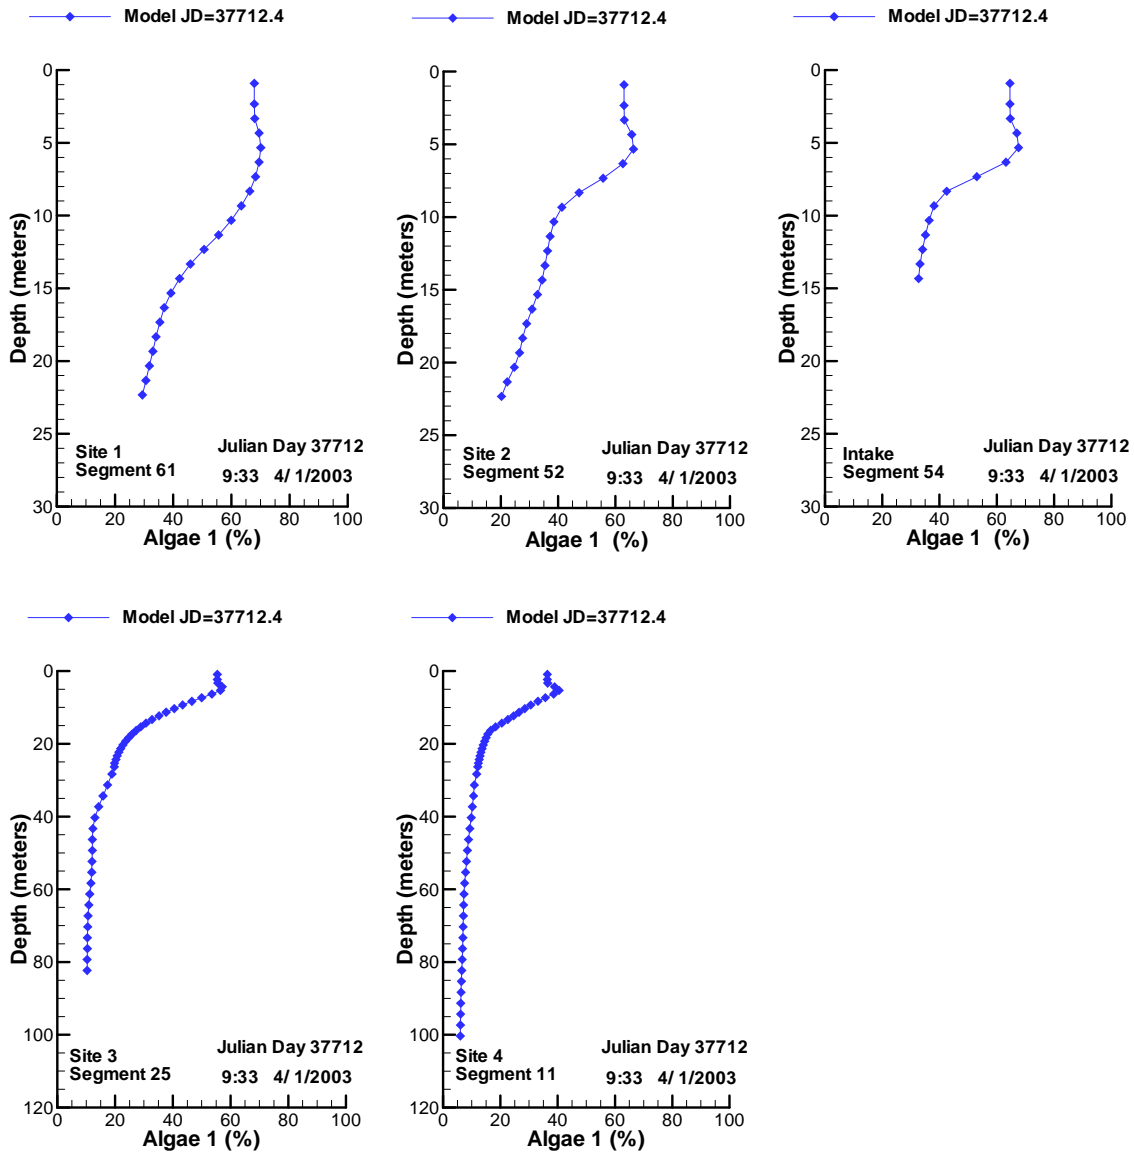 Model JD=37712.4
Depth (meters)
0
5
10
15
20
25
30
0 20 40 60 80 100
Algae 1 (%)
Site 1
Segment 61
Julian Day 37712
9:33 4/ 1/2003
Model JD=37712.4
Depth (meters)
0
5
10
15
20
25
30
0 20 40 60 80 100
Algae 1 (%)
Site 2
Segment 52
Julian Day 37712
9:33 4/ 1/2003
Model JD=37712.4
Depth (meters)
0
5
10
15
20
25
30
0 20 40 60 80 100
Algae 1 (%)
Intake
Segment 54
Julian Day 37712
9:33 4/ 1/2003
Model JD=37712.4
Depth (meters)
0
20
40
60
80
100
120
0 20 40 60 80 100
Algae 1 (%)
Site 3
Segment 25
Julian Day 37712
9:33 4/ 1/2003
Model JD=37712.4
Depth (meters)
0
20
40
60
80
100
120
0 20 40 60 80 100
Algae 1 (%)
Site 4
Segment 11
Julian Day 37712
9:33 4/ 1/2003